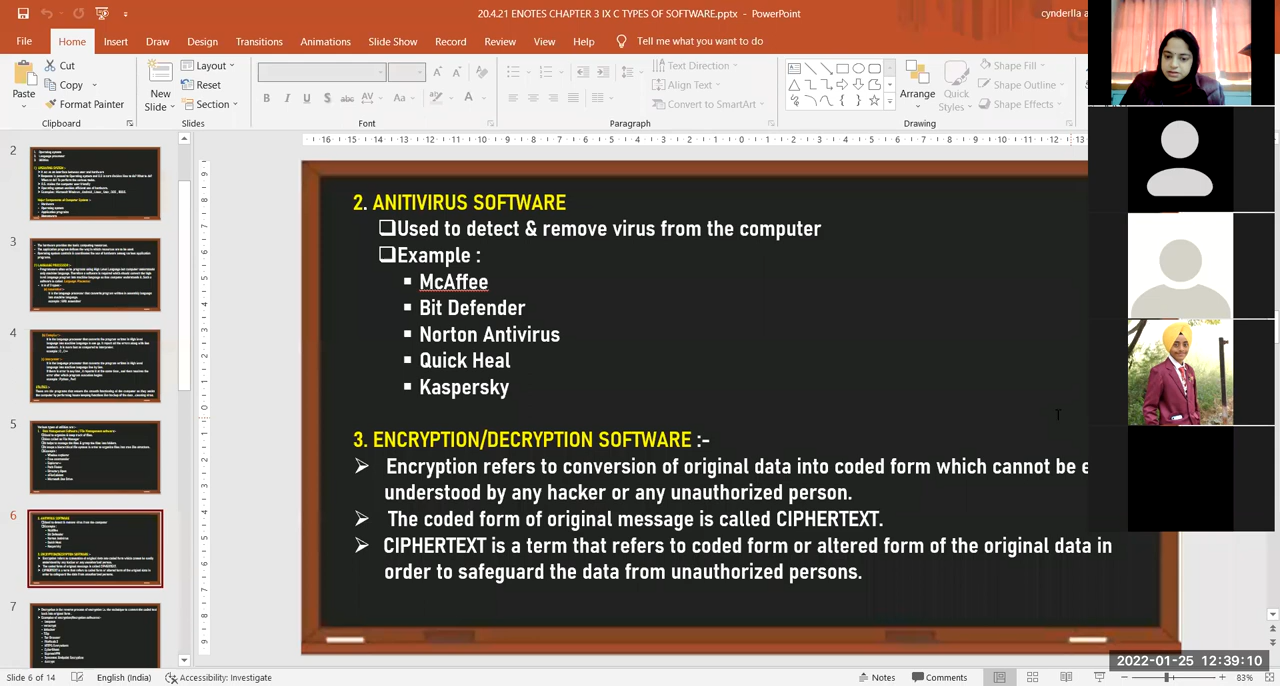 20.4.21 ENOTES CHAPTER 3 IX C TYPES OF SOFTWARE.pptx - PowerPoint
cynderlla a
File Home Insert Draw Design Transitions Animations Slide Show Record Review View Help Tell me what you want to do
Paste
Cut
Copy
Format Painter
Clipboard
New Slide
Layout
Reset
Section
Slides
Font
Text Direction
Align Text
Convert to SmartArt
Paragraph
Arrange
Quick Styles
Shape Fill
Shape Outline
Shape Effects
Drawing
2
3
4
5
6
7
2. ANITIVIRUS SOFTWARE
Used to detect & remove virus from the computer
Example :
McAffee
Bit Defender
Norton Antivirus
Quick Heal
Kaspersky
3. ENCRYPTION/DECRYPTION SOFTWARE :-
Encryption refers to conversion of original data into coded form which cannot be e
understood by any hacker or any unauthorized person.
The coded form of original message is called CIPHERTEXT.
CIPHERTEXT is a term that refers to coded form or altered form of the original data in
order to safeguard the data from unauthorized persons.
2022-01-25 12:39:10
Slide 6 of 14 English (India) Accessibility: Investigate Notes Comments 83%